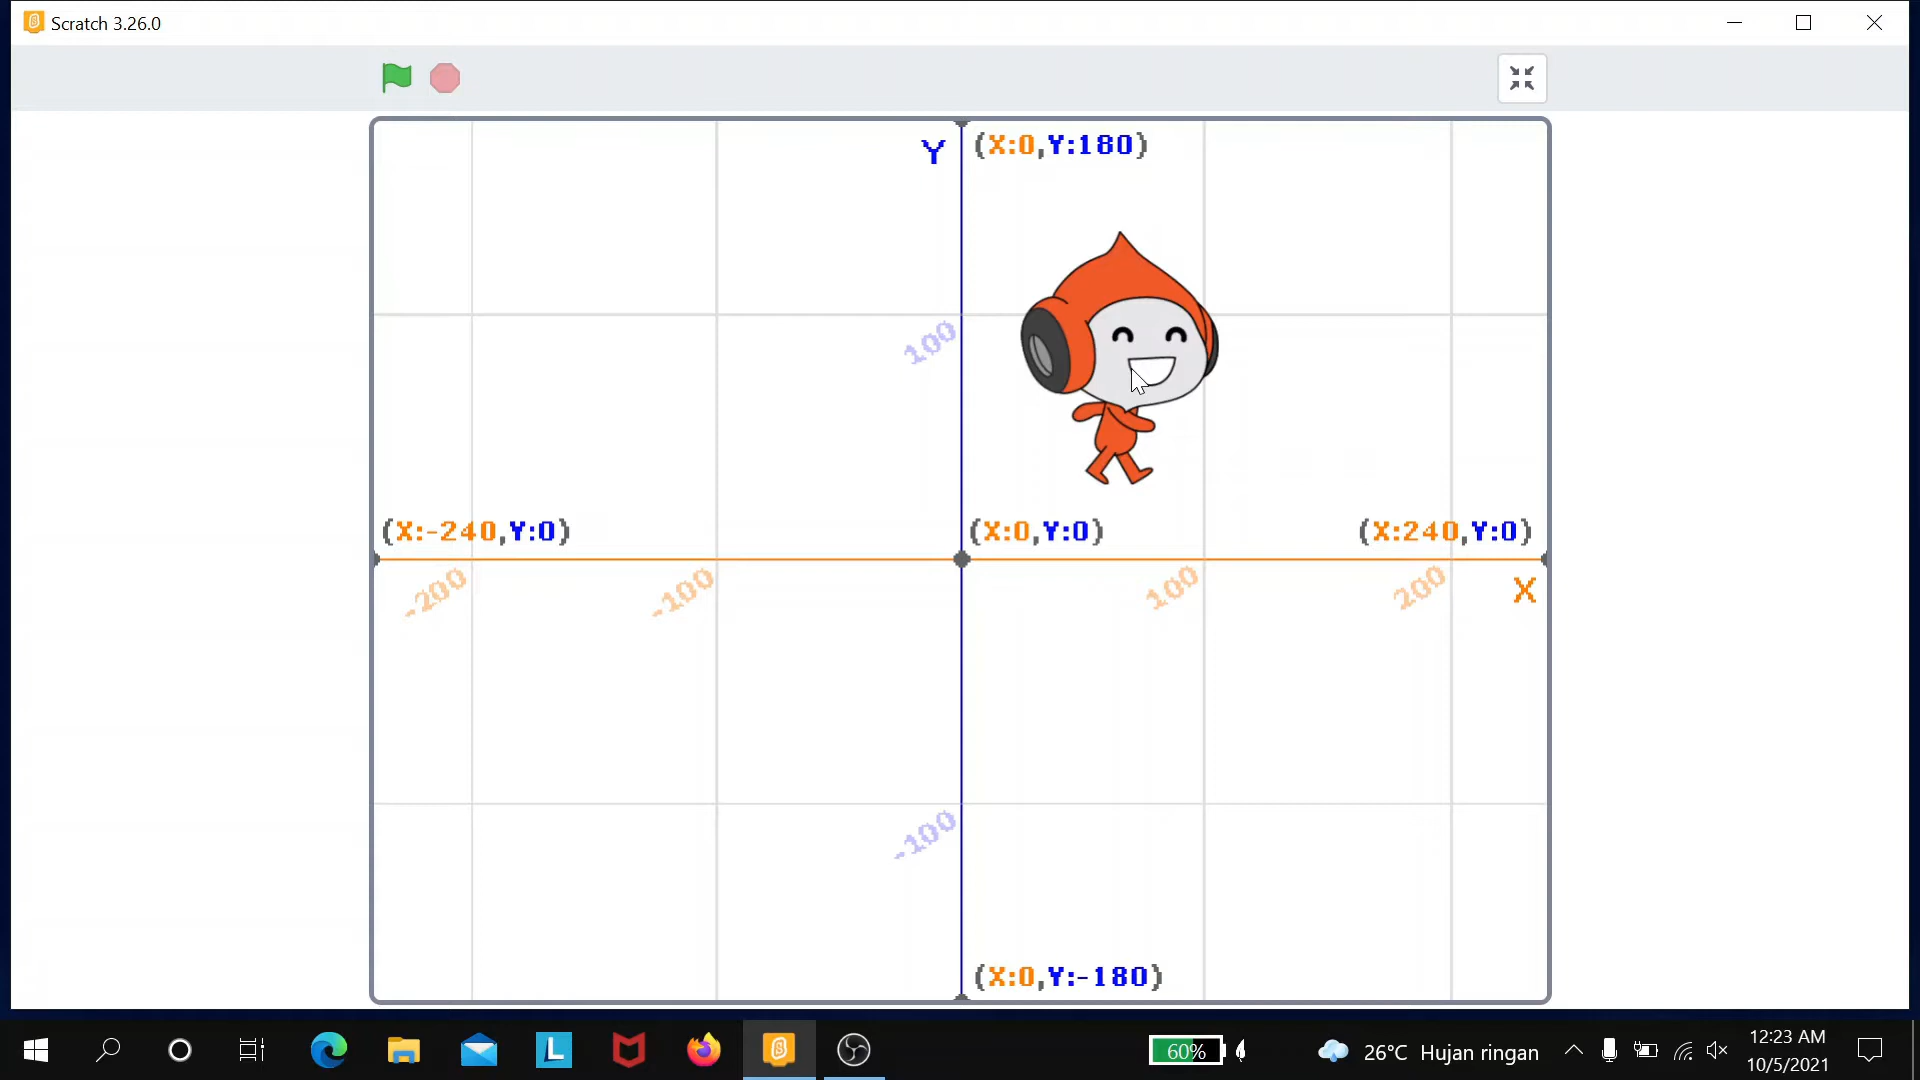 Scratch 3.26.0
Y
(X:0,Y:180)
100
(X:-240,Y:0)
(X:0,Y:0)
(X:240,Y:0)
-200
-100
100
200
X
-100
(X:0,Y:-180)
L
60%
26°C Hujan ringan
12:23 AM
10/5/2021